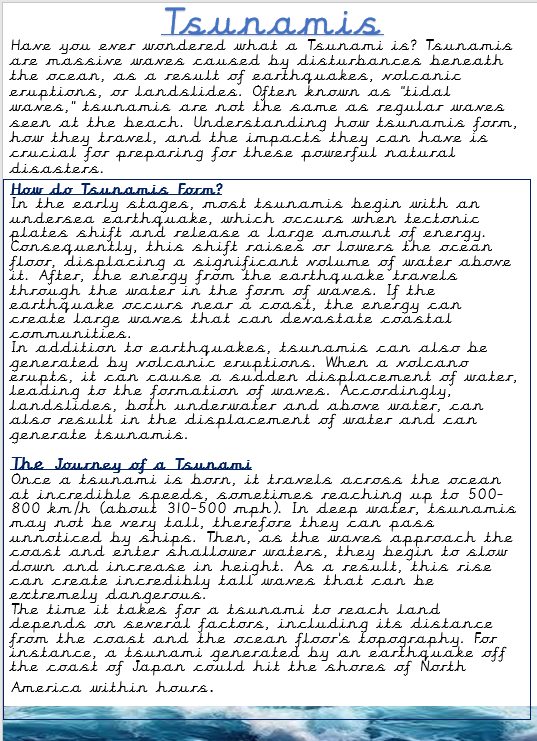 Tsunamis
Have you ever wondered what a Tsunami is? Tsunamis
are massive waves caused by disturbances beneath
the ocean, as a result of earthquakes, volcanic
eruptions, or landslides. Often known as "tidal
waves," tsunamis are not the same as regular waves
seen at the beach. Understanding how tsunamis form,
how they travel, and the impacts they can have is
crucial for preparing for these powerful natural
disasters.
How do Tsunamis Form?
In the early stages, most tsunamis begin with an
undersea earthquake, which occurs when tectonic
plates shift and release a large amount of energy.
Consequently, this shift raises or lowers the ocean
floor, displacing a significant volume of water above
it. After, the energy from the earthquake travels
through the water in the form of waves. If the
earthquake occurs near a coast, the energy can
create large waves that can devastate coastal
communities.
In addition to earthquakes, tsunamis can also be
generated by volcanic eruptions. When a volcano
erupts, it can cause a sudden displacement of water,
leading to the formation of waves. Accordingly,
landslides, both underwater and above water, can
also result in the displacement of water and can
generate tsunamis.
The Journey of a Tsunami
Once a tsunami is born, it travels across the ocean
at incredible speeds, sometimes reaching up to 500-
800 km/h (about 310-500 mph). In deep water, tsunamis
may not be very tall, therefore they can pass
unnoticed by ships. Then, as the waves approach the
coast and enter shallower waters, they begin to slow
down and increase in height. As a result, this rise
can create incredibly tall waves that can be
extremely dangerous.
The time it takes for a tsunami to reach land
depends on several factors, including its distance
from the coast and the ocean floor's topography. For
instance, a tsunami generated by an earthquake off
the coast of Japan could hit the shores of North
America within hours.